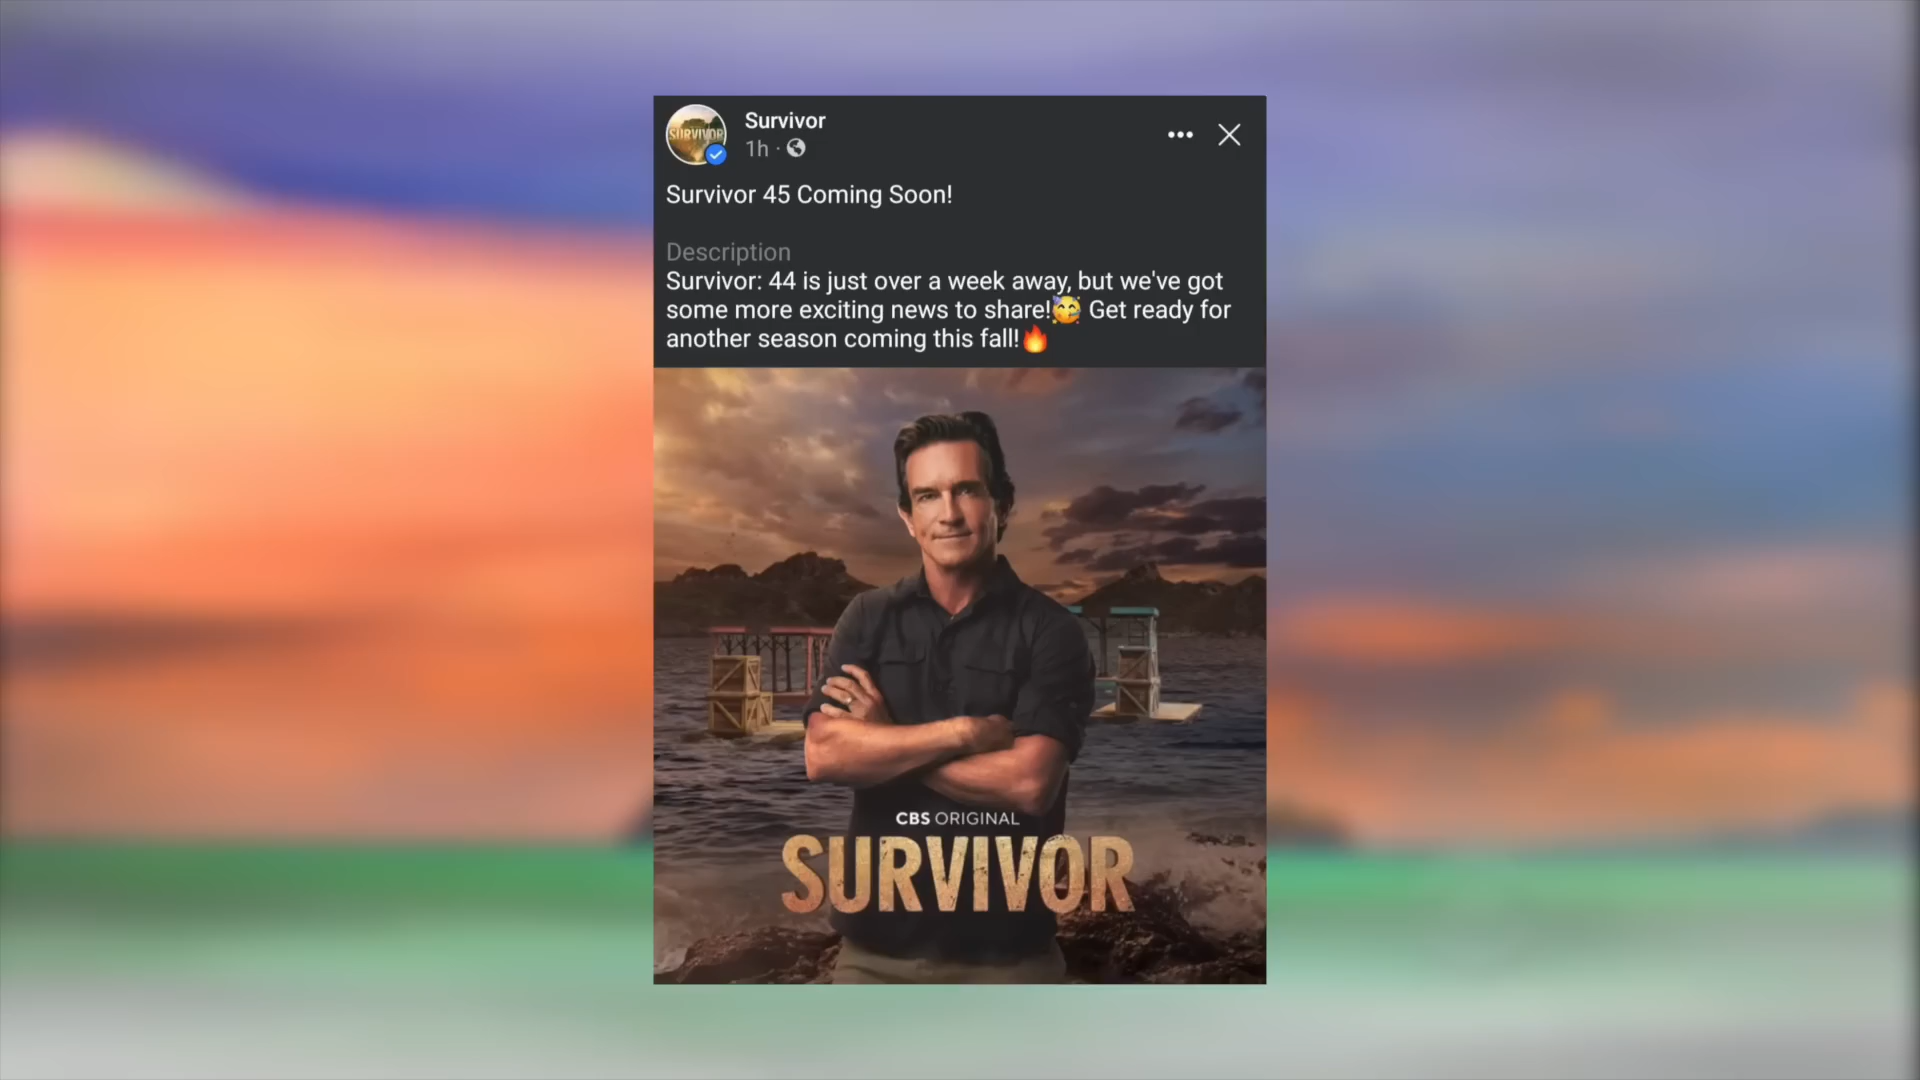 SURVIVOR
Survivor
1h ·
Survivor 45 Coming Soon!
Description
Survivor: 44 is just over a week away, but we've got
some more exciting news to share!🥳 Get ready for
another season coming this fall!🔥
CBS ORIGINAL
SURVIVOR